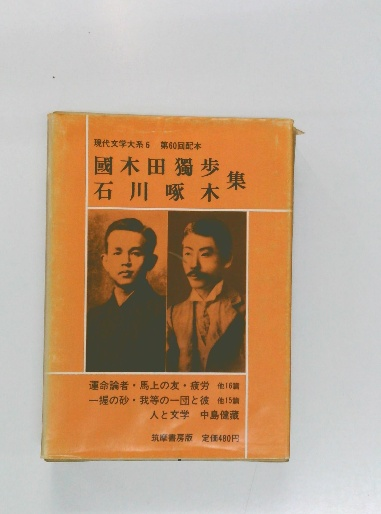 現代文学大系6 第60回配本
國木田獨步
石川啄木
集
運命論者・馬上の友・疲労 他16篇
一握の砂・我等の一団と彼 他15篇
人と文学 中島健蔵
筑摩書房版 定価480円